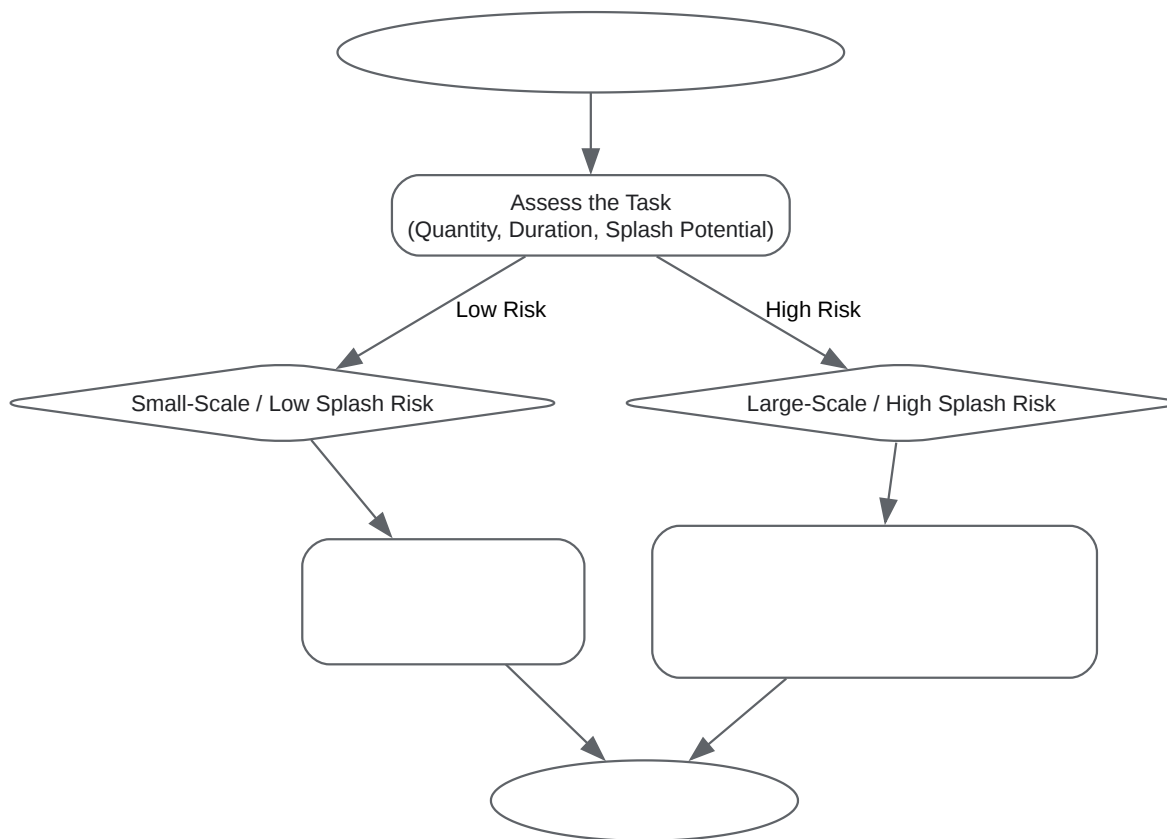 Assess the Task
(Quantity, Duration, Splash Potential)
Low Risk
High Risk
Small-Scale / Low Splash Risk
Large-Scale / High Splash Risk